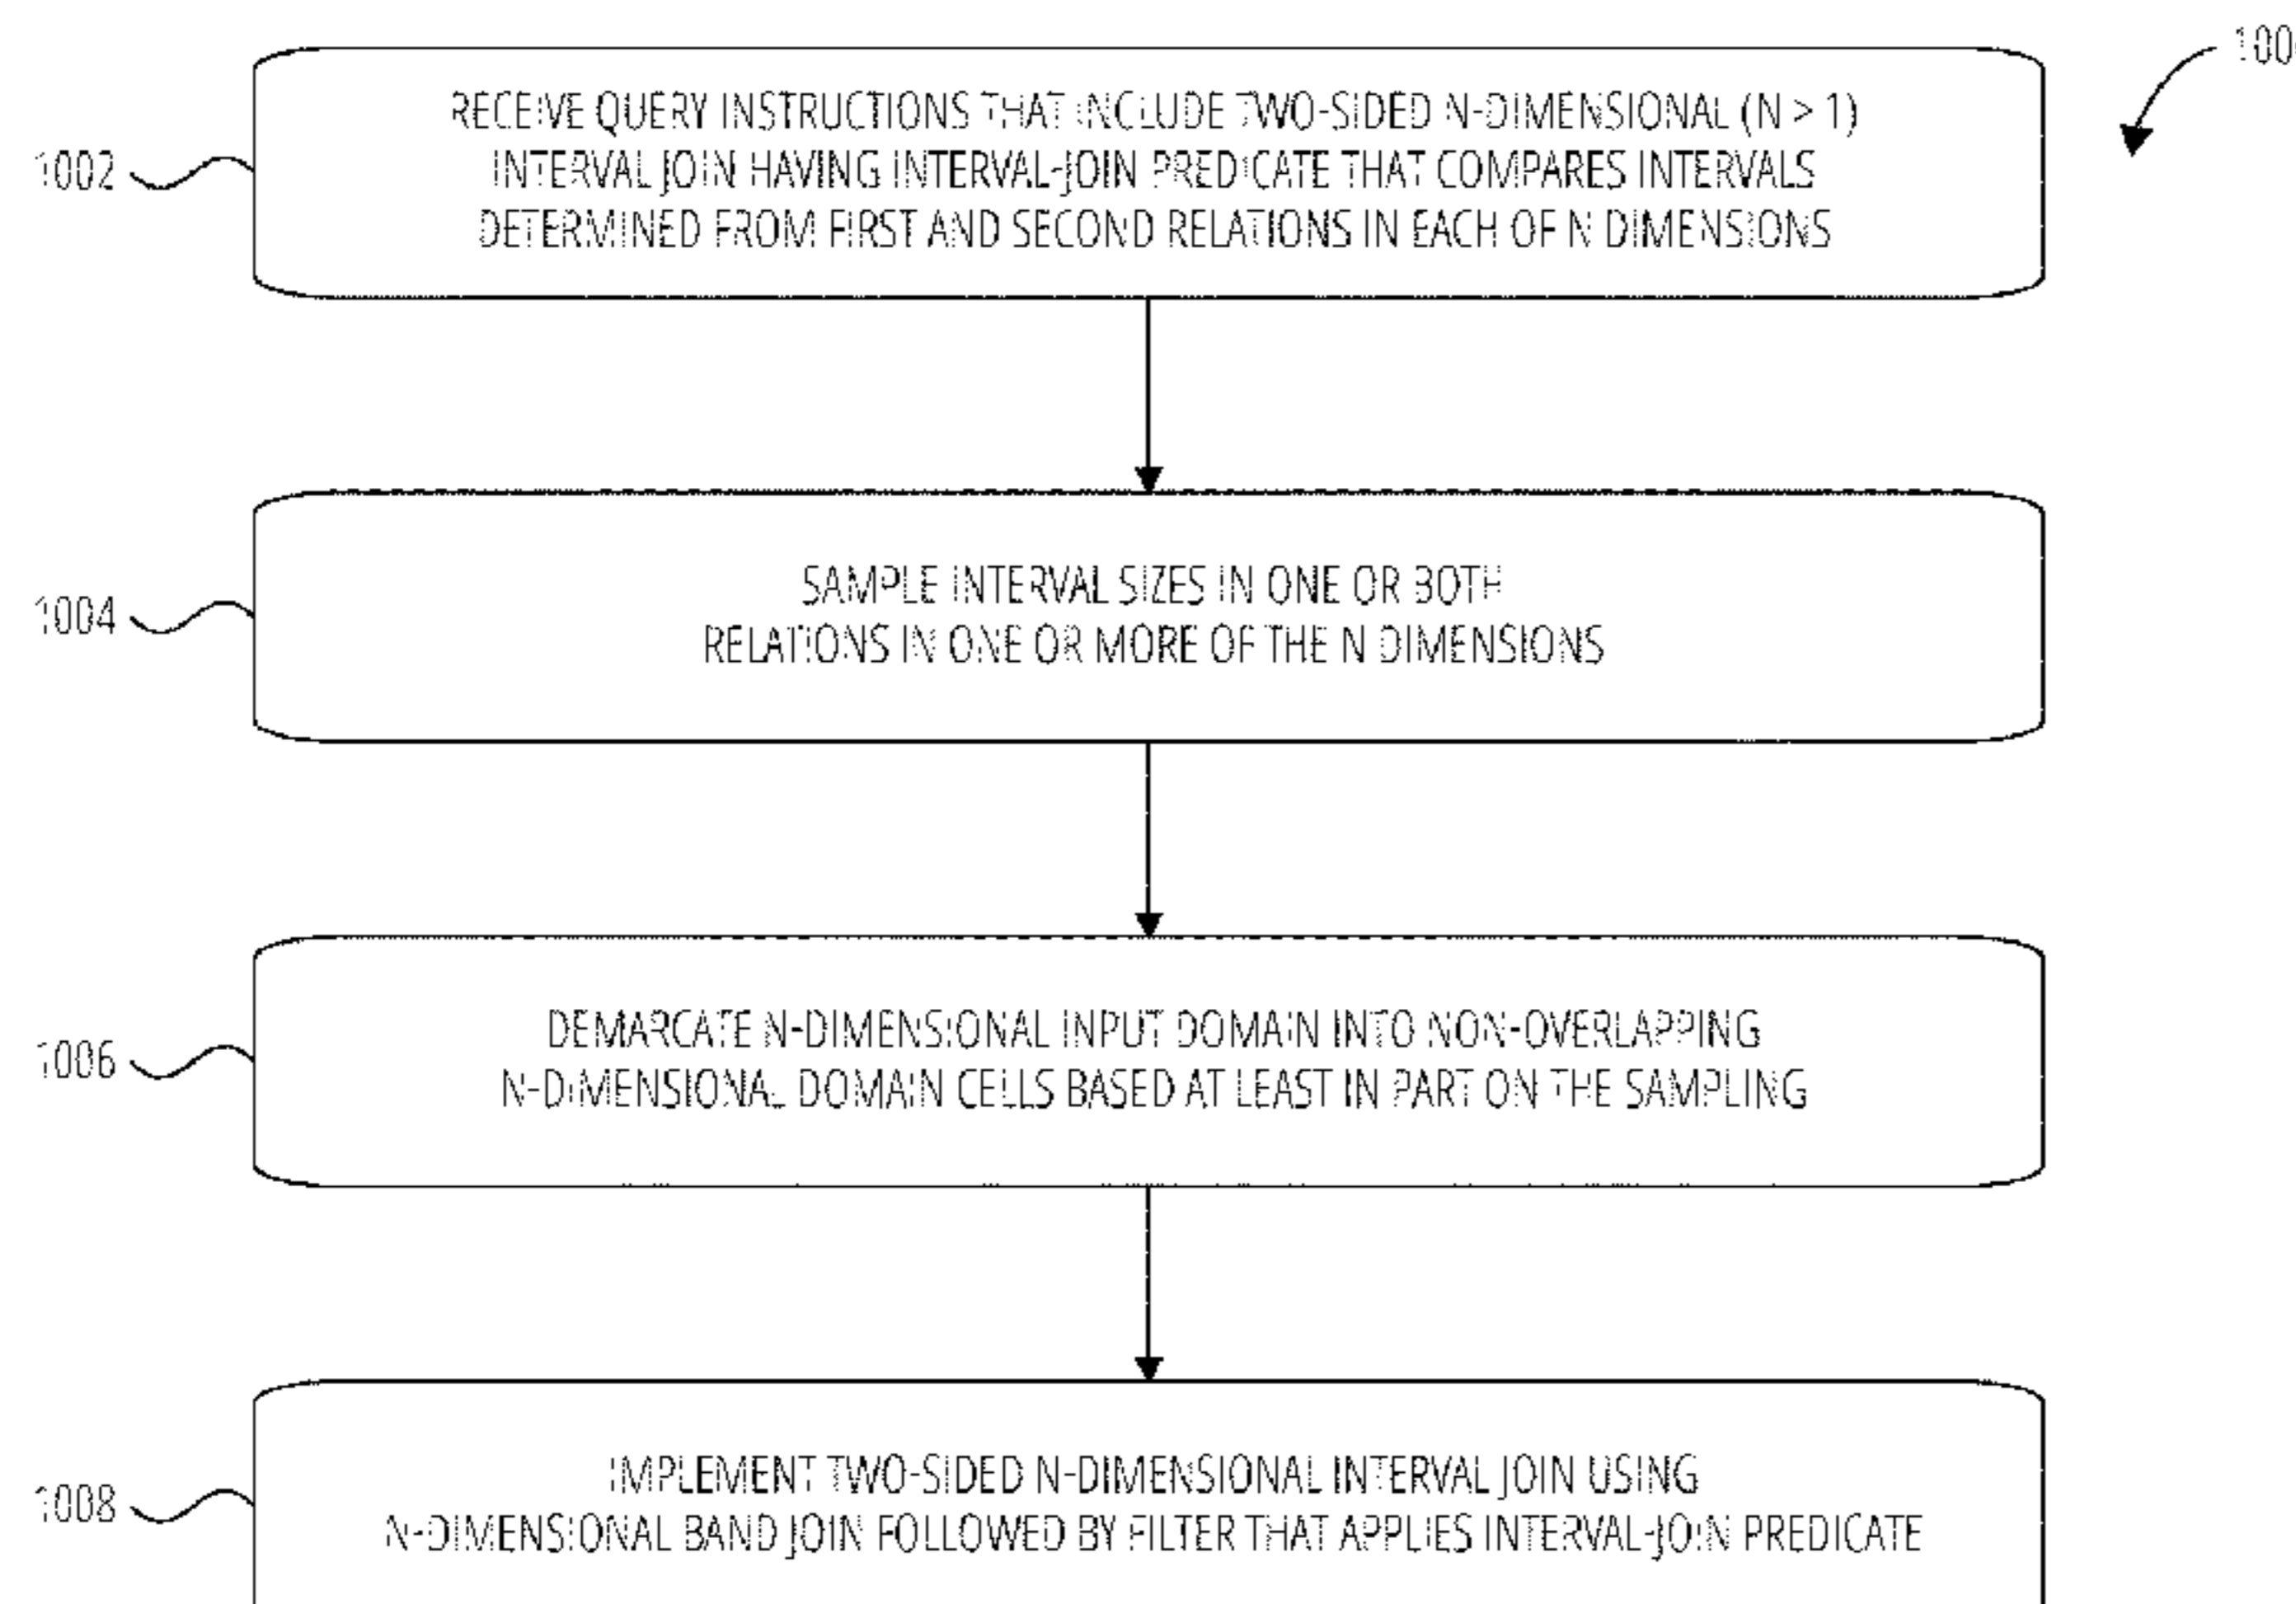 100
RECEIVE QUERY INSTRUCTIONS THAT INCLUDE TWO-SIDED N-DIMENSIONAL (N > 1)
INTERVAL JOIN HAVING INTERVAL-JOIN PREDICATE THAT COMPARES INTERVALS
DETERMINED FROM FIRST AND SECOND RELATIONS IN EACH OF N DIMENSIONS
1002
SAMPLE INTERVAL SIZES IN ONE OR BOTH
RELATIONS IN ONE OR MORE OF THE N DIMENSIONS
1004
DEMARCATE N-DIMENSIONAL INPUT DOMAIN INTO NON-OVERLAPPING
N-DIMENSIONAL DOMAIN CELLS BASED AT LEAST IN PART ON THE SAMPLING
1006
IMPLEMENT TWO-SIDED N-DIMENSIONAL INTERVAL JOIN USING
N-DIMENSIONAL BAND JOIN FOLLOWED BY FILTER THAT APPLIES INTERVAL-JOIN PREDICATE
1008